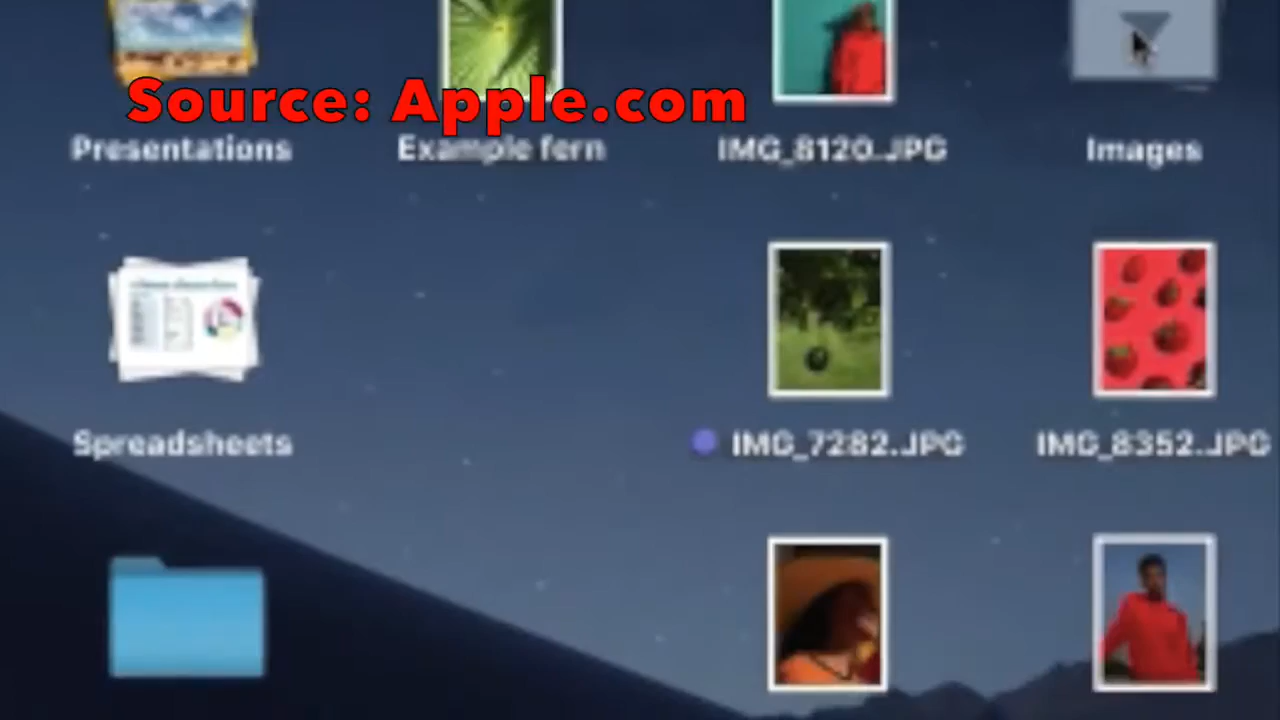 Source: Apple.com
Presentations
Example fern
IMG_8120.JPG
Images
Spreadsheets
IMG_7282.JPG
IMG_8352.JPG